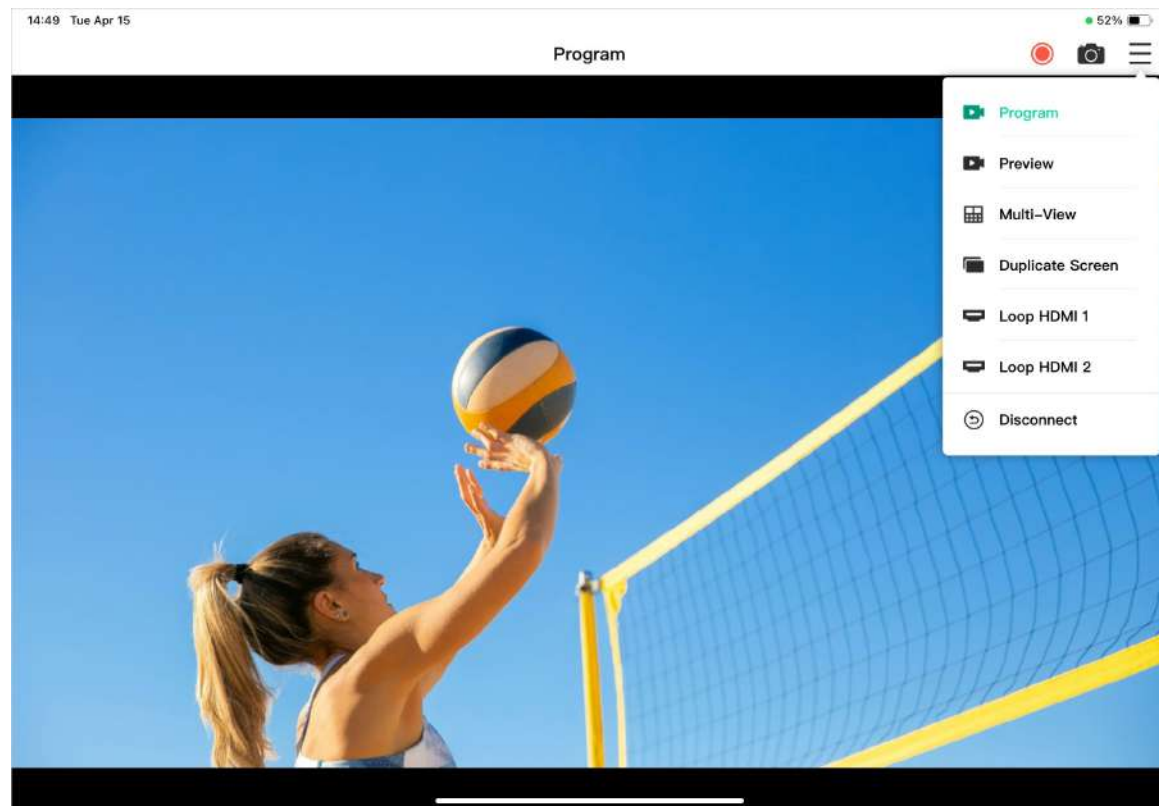 14:49 Tue Apr 15
52%
Program
Program
Preview
Multi-View
Duplicate Screen
Loop HDMI 1
Loop HDMI 2
Disconnect